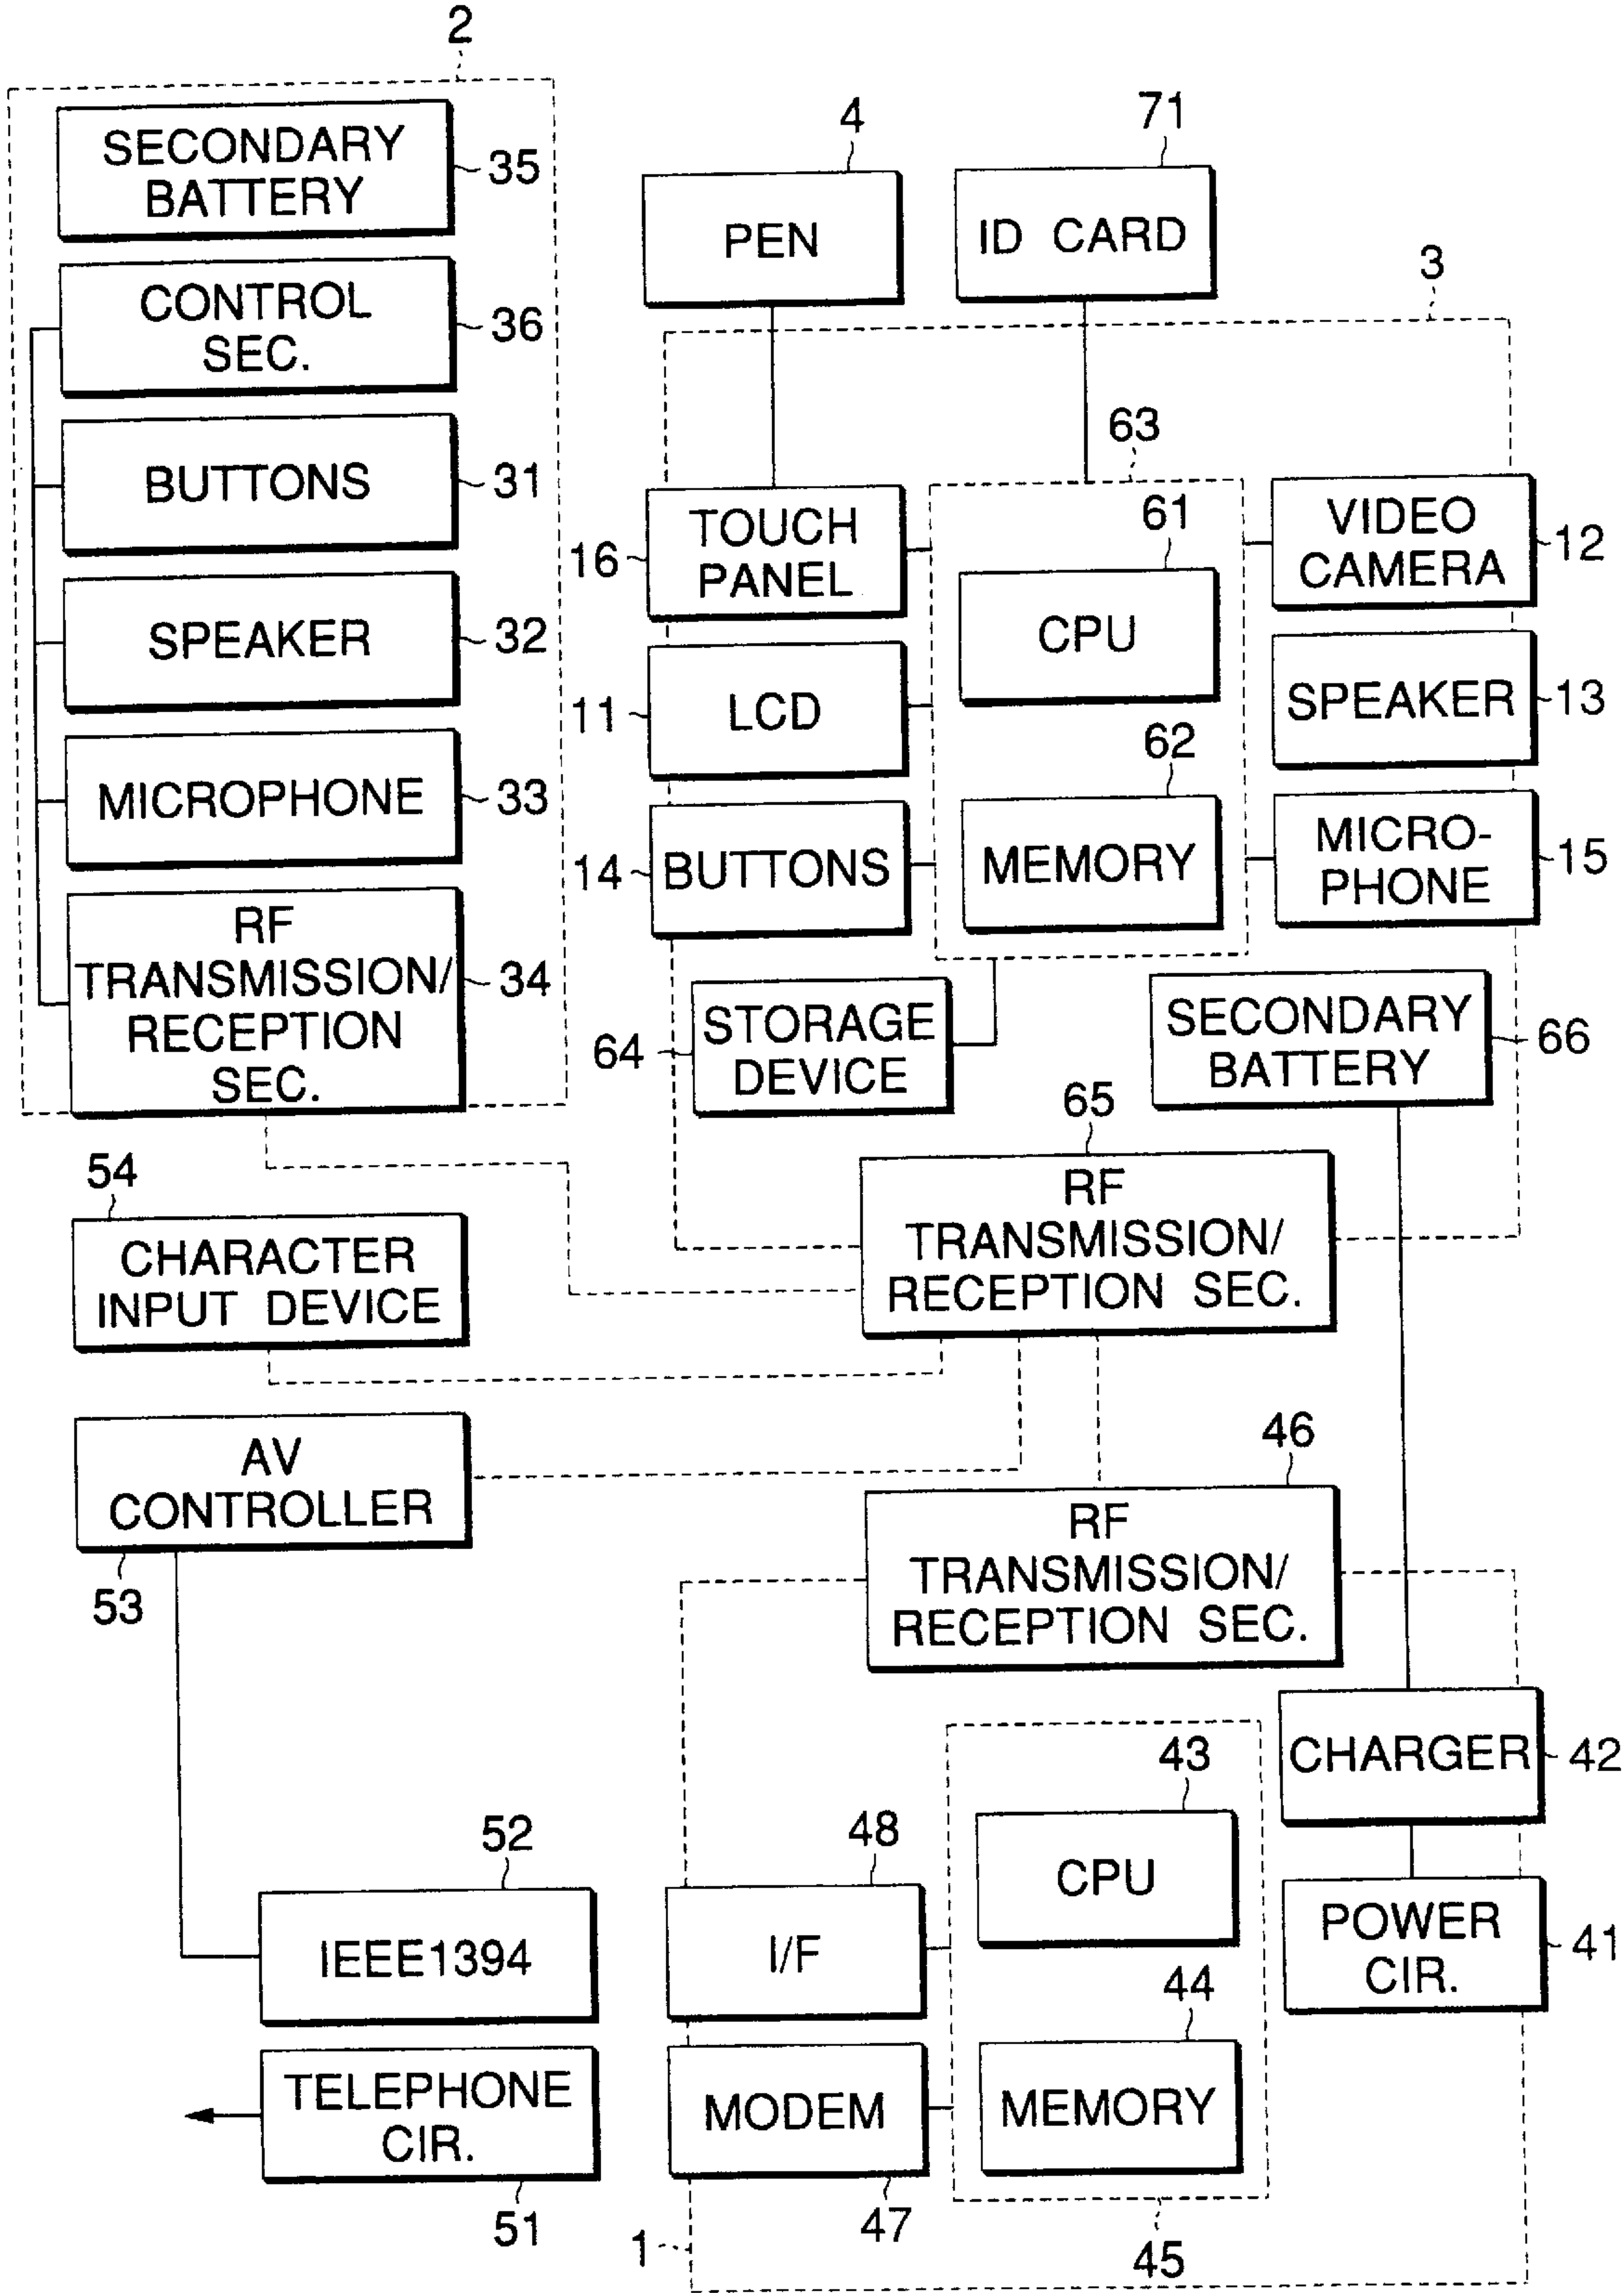 2
SECONDARY
BATTERY
35
CONTROL
SEC.
36
BUTTONS
31
SPEAKER
32
MICROPHONE
33
RF
TRANSMISSION/
RECEPTION
SEC.
34
4
PEN
71
ID CARD
3
63
TOUCH
PANEL
16
61
CPU
VIDEO
CAMERA
12
LCD
11
SPEAKER
13
62
MEMORY
BUTTONS
14
MICRO-
PHONE
15
STORAGE
DEVICE
64
SECONDARY
BATTERY
66
65
RF
TRANSMISSION/
RECEPTION SEC.
54
CHARACTER
INPUT DEVICE
AV
CONTROLLER
53
46
RF
TRANSMISSION/
RECEPTION SEC.
CHARGER
42
43
CPU
52
IEEE1394
48
I/F
POWER
CIR.
41
44
MEMORY
TELEPHONE
CIR.
51
MODEM
47
1
45